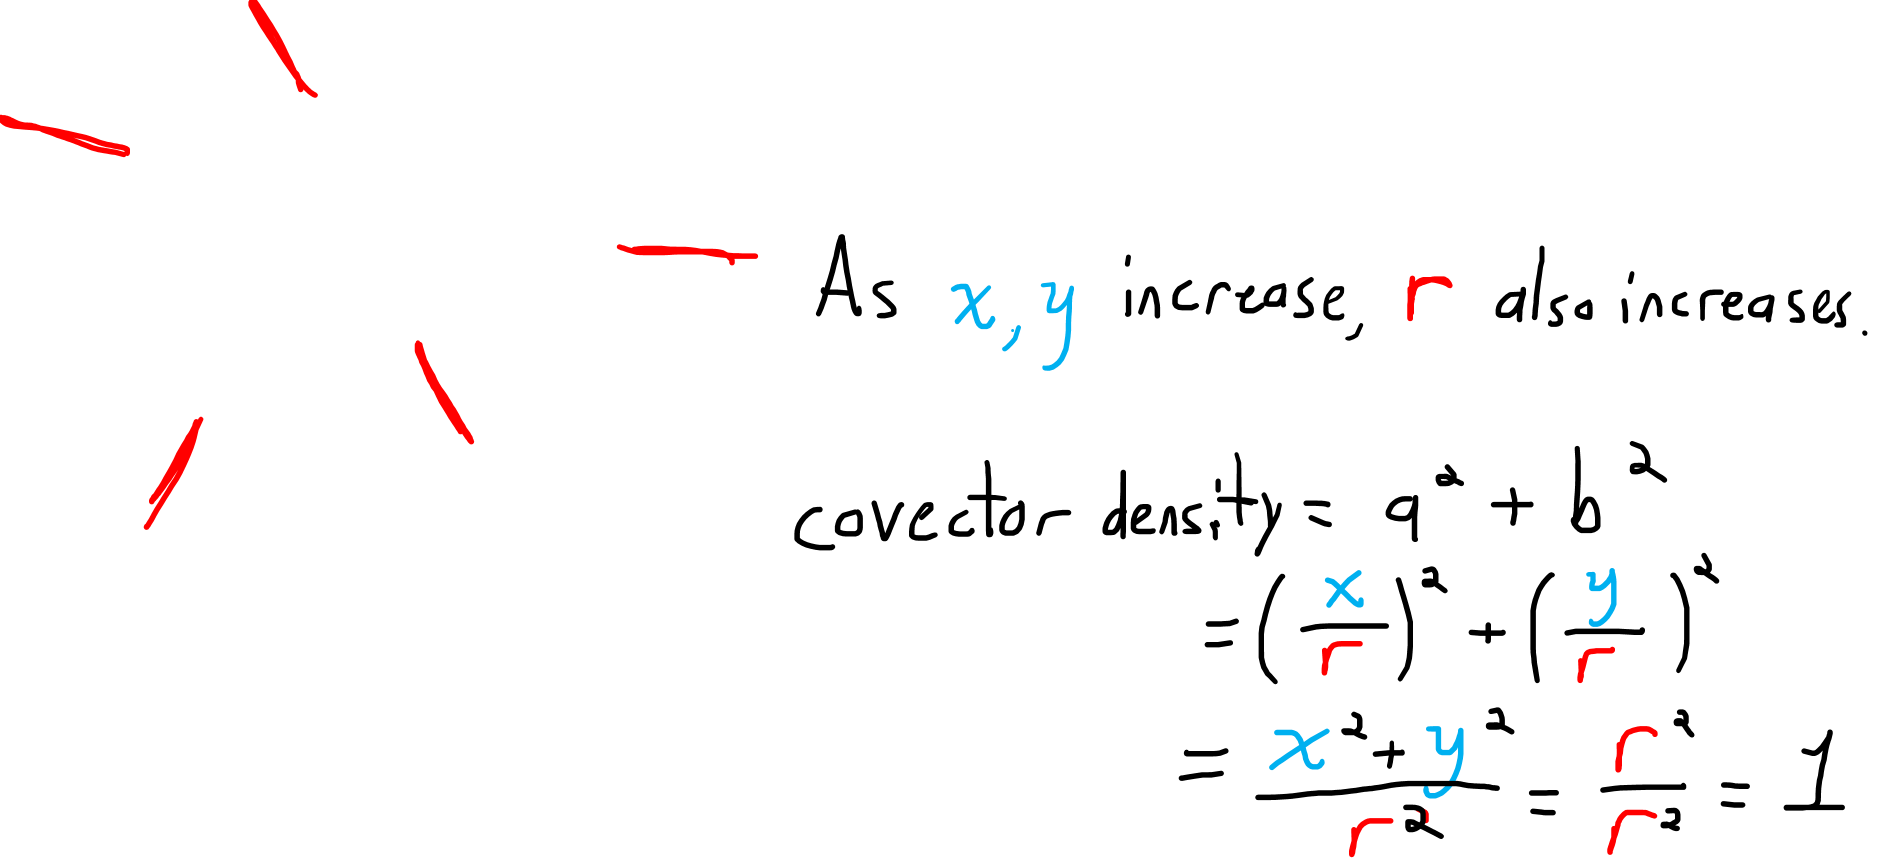 As x, y increase, r also increases.
covector density = a² + b²
= (x/r)² + (y/r)²
= (x² + y²)/r² = r²/r² = 1